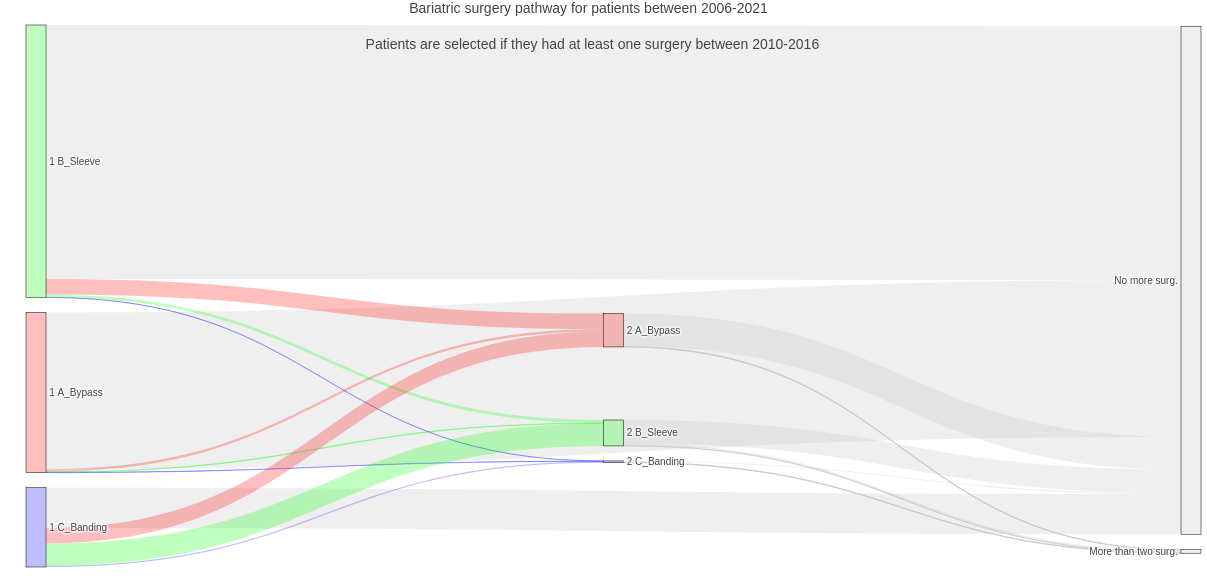 Bariatric surgery pathway for patients between 2006-2021
Patients are selected if they had at least one surgery between 2010-2016
1 B_Sleeve
No more surg.
2 A_Bypass
1 A_Bypass
2 B_Sleeve
2 C_Banding
1 C_Banding
More than two surg.